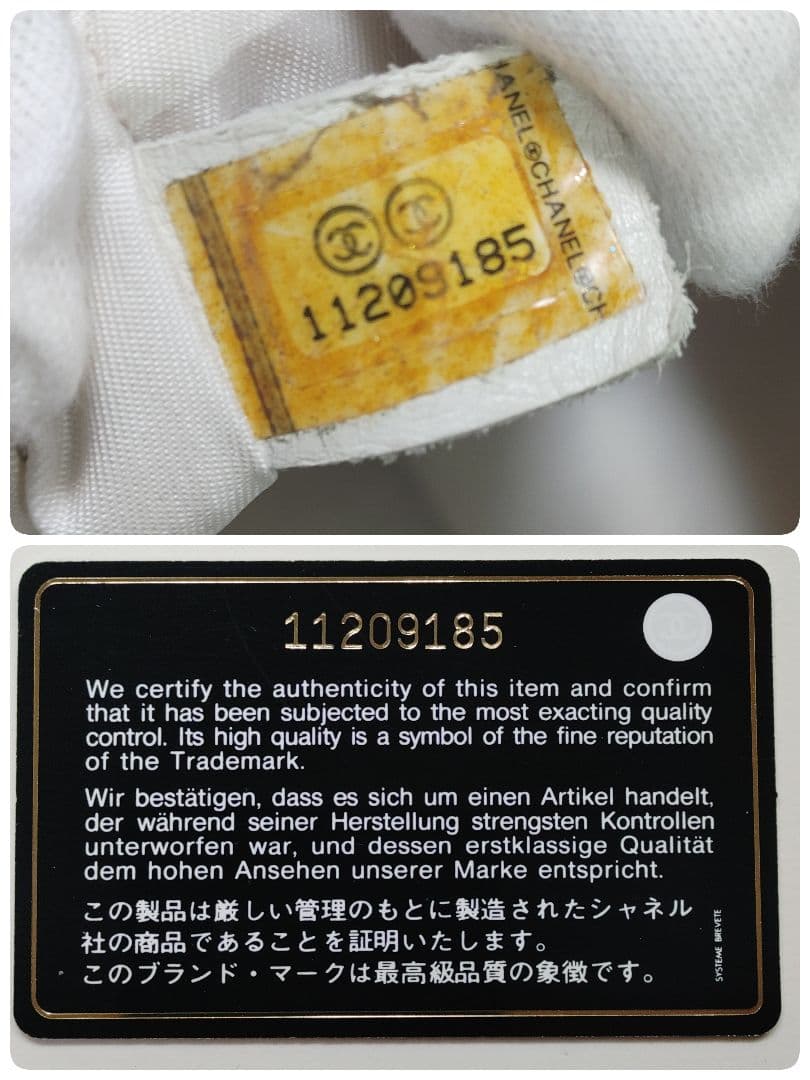 HANEL CHANEL CH
11209185
11209185
We certify the authenticity of this item and confirm
that it has been subjected to the most exacting quality
control. Its high quality is a symbol of the fine reputation
of the Trademark.
Wir bestätigen, dass es sich um einen Artikel handelt,
der während seiner Herstellung strengsten Kontrollen
unterworfen war, und dessen erstklassige Qualität
dem hohen Ansehen unserer Marke entspricht.
この製品は厳しい管理のもとに製造されたシャネル
社の商品であることを証明いたします。
このブランド・マークは最高級品質の象徴です。
SYSTEME BREVETE